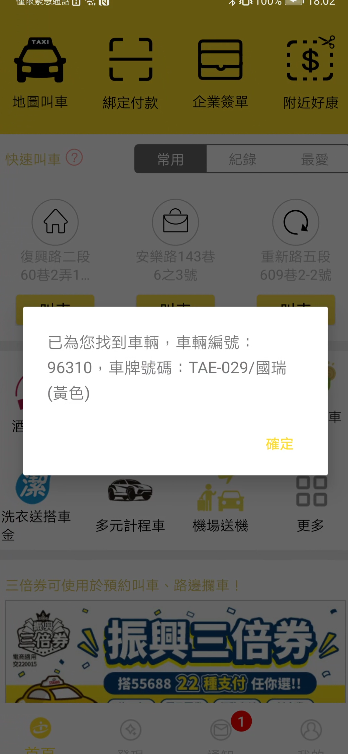 僅限緊急通話 100% 18:02
TAXI
地圖叫車 綁定付款 企業簽單 附近好康
快速叫車 ? 常用 紀錄 最愛
復興路二段 安樂路143巷 重新路五段
60巷2弄1... 6之3號 609巷2-2號
叫車 叫車 叫車
已為您找到車輛，車輛編號：
96310，車牌號碼：TAE-029/國瑞
(黃色)
確定
酒 車
潔
洗衣送搭車金 多元計程車 機場送機 更多
三倍券可使用於預約叫車、路邊攔車！
振興三倍券
振興三倍券
搭55688 22種支付 任你選!!
1
首頁